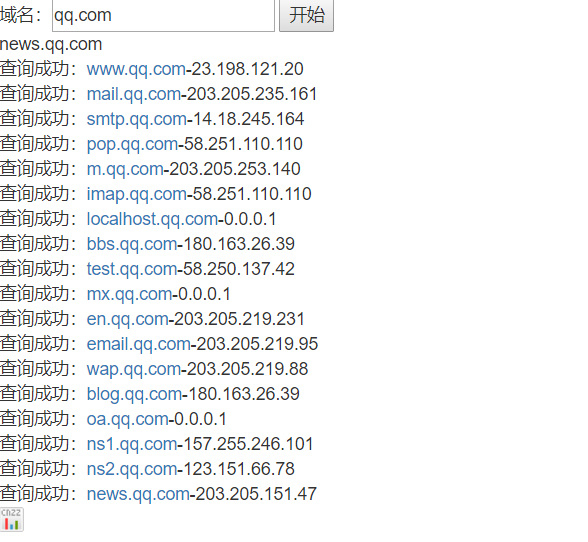 域名： qq.com 开始
news.qq.com
查询成功：www.qq.com-23.198.121.20
查询成功：mail.qq.com-203.205.235.161
查询成功：smtp.qq.com-14.18.245.164
查询成功：pop.qq.com-58.251.110.110
查询成功：m.qq.com-203.205.253.140
查询成功：imap.qq.com-58.251.110.110
查询成功：localhost.qq.com-0.0.0.1
查询成功：bbs.qq.com-180.163.26.39
查询成功：test.qq.com-58.250.137.42
查询成功：mx.qq.com-0.0.0.1
查询成功：en.qq.com-203.205.219.231
查询成功：email.qq.com-203.205.219.95
查询成功：wap.qq.com-203.205.219.88
查询成功：blog.qq.com-180.163.26.39
查询成功：oa.qq.com-0.0.0.1
查询成功：ns1.qq.com-157.255.246.101
查询成功：ns2.qq.com-123.151.66.78
查询成功：news.qq.com-203.205.151.47
CNZZ